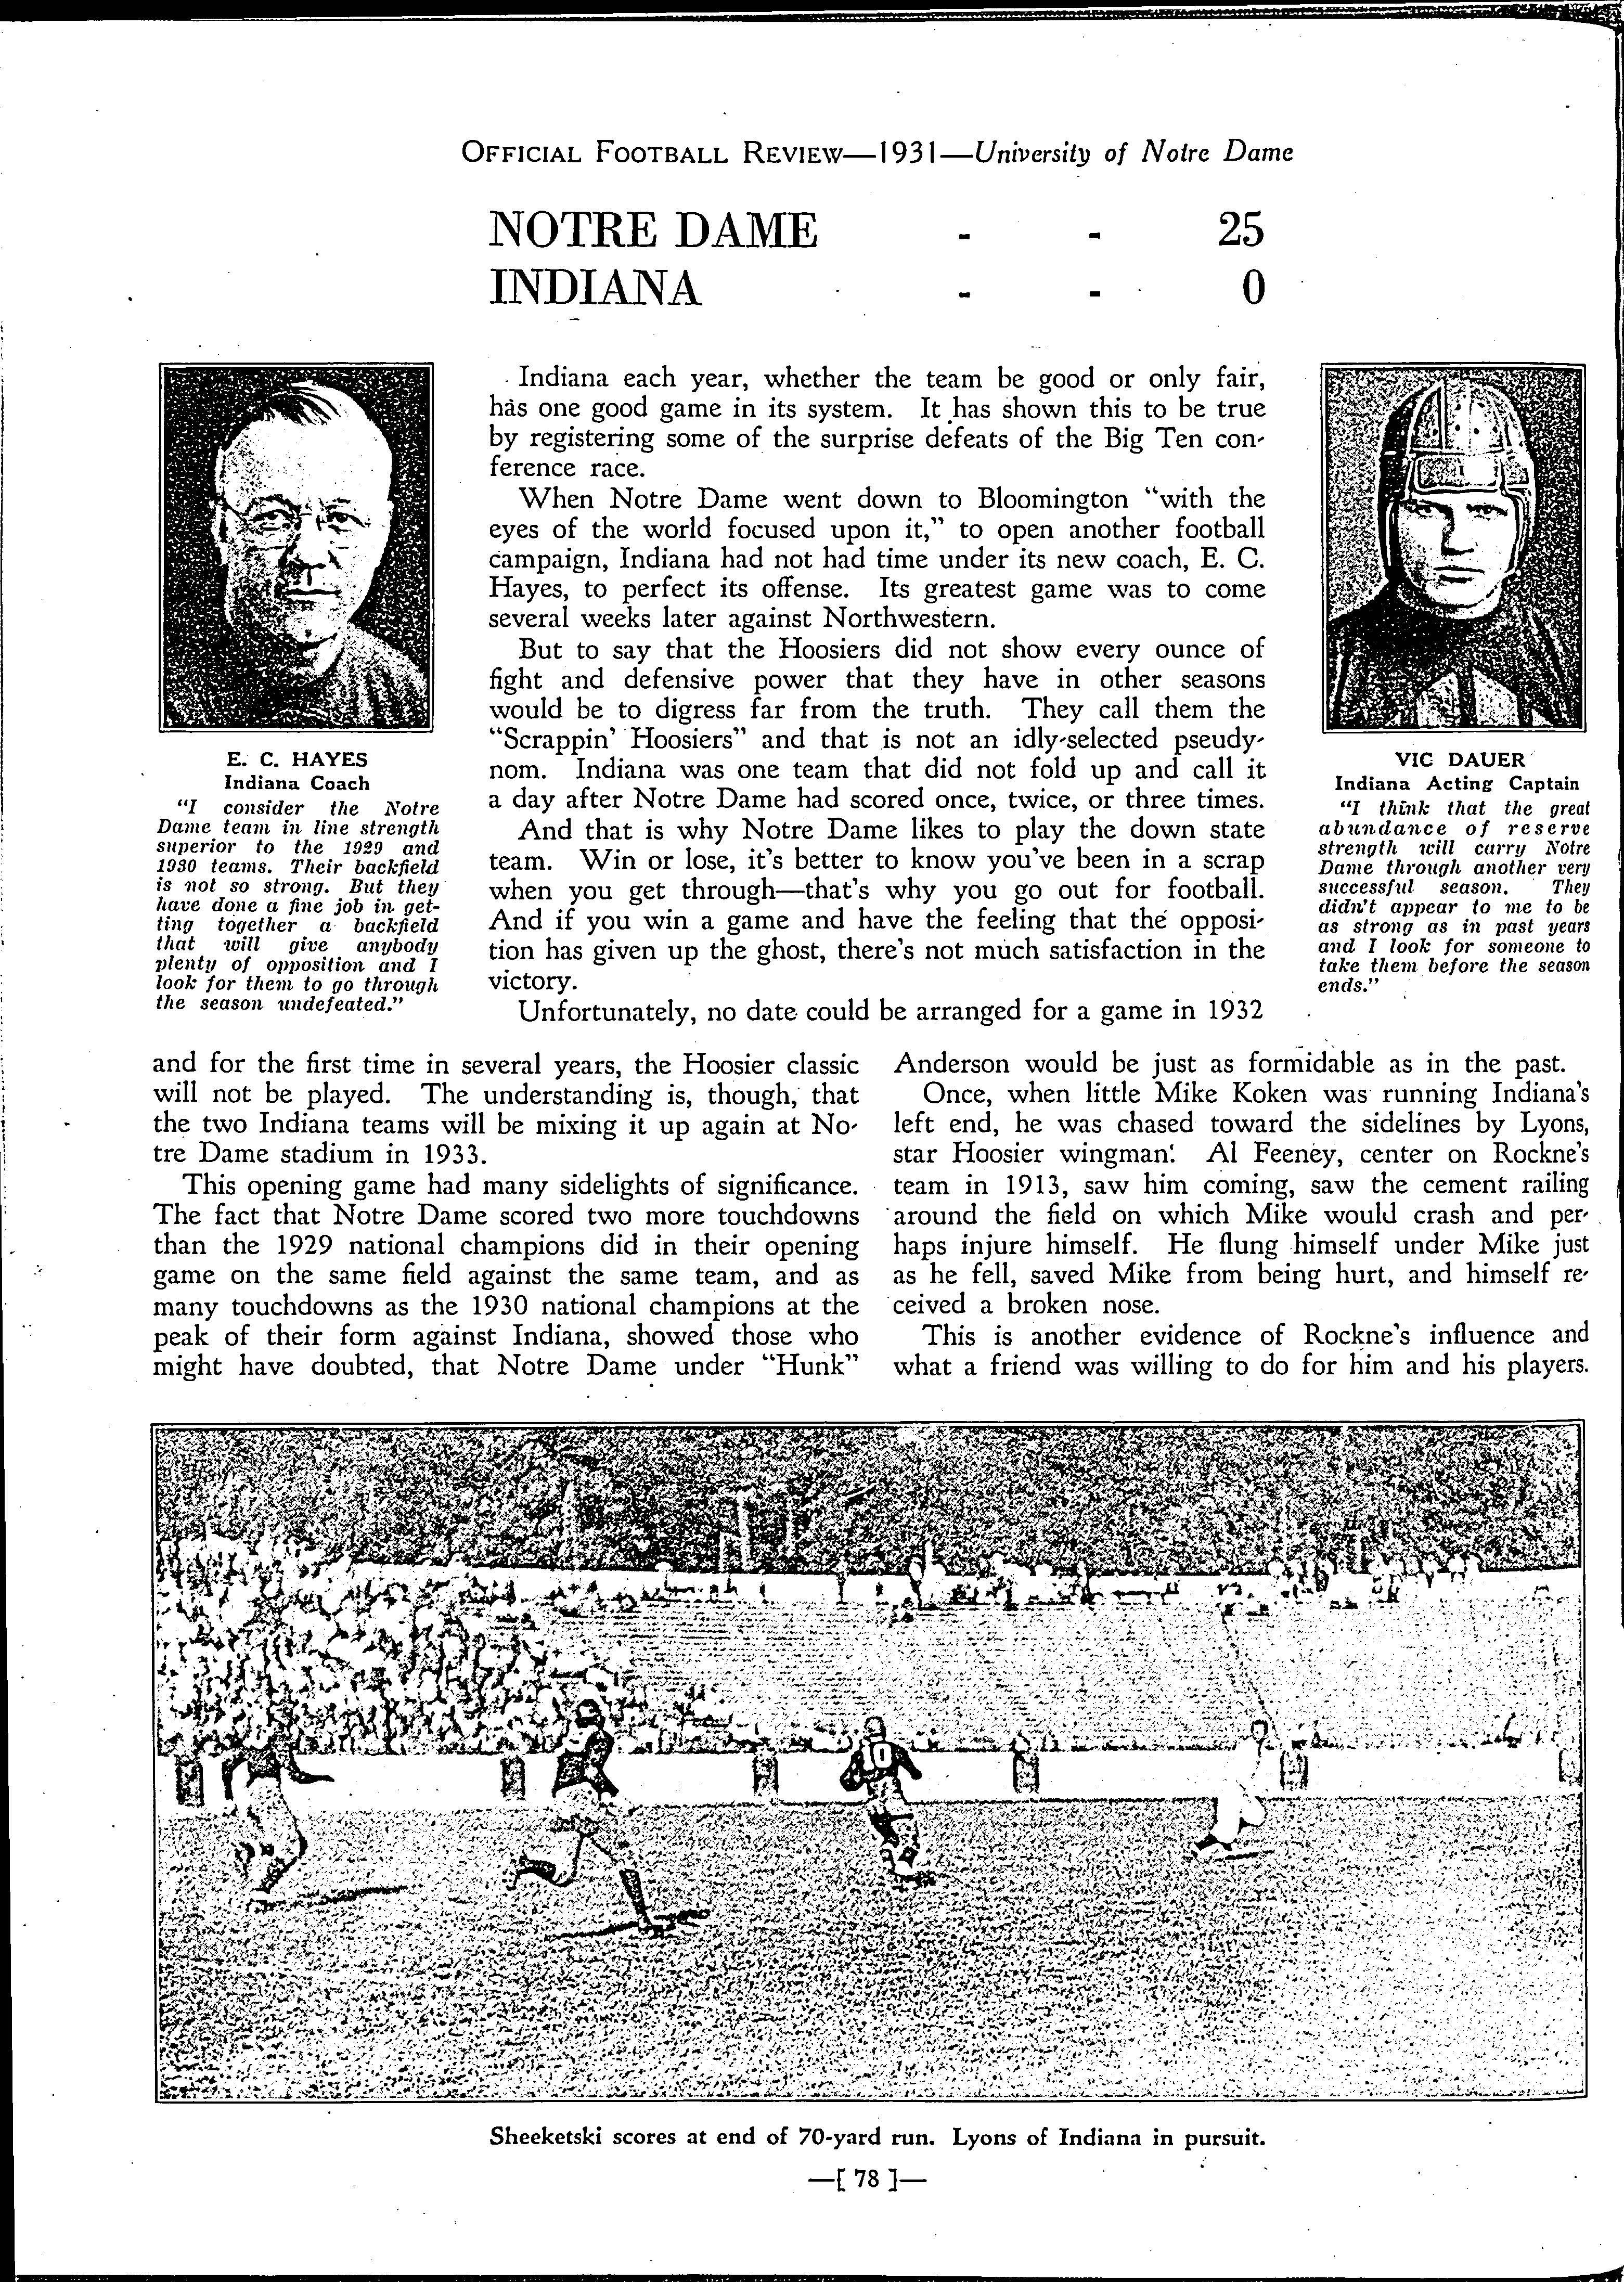 OFFICIAL FOOTBALL REVIEW—1931—University of Notre Dame
NOTRE DAME - - 25
INDIANA - - 0
E. C. HAYES
Indiana Coach
"I consider the Notre
Dame team in line strength
superior to the 1929 and
1930 teams. Their backfield
is not so strong. But they
have done a fine job in get-
ting together a backfield
that will give anybody
plenty of opposition and I
look for them to go through
the season undefeated."
Indiana each year, whether the team be good or only fair,
has one good game in its system. It has shown this to be true
by registering some of the surprise defeats of the Big Ten con-
ference race.
When Notre Dame went down to Bloomington "with the
eyes of the world focused upon it," to open another football
campaign, Indiana had not had time under its new coach, E. C.
Hayes, to perfect its offense. Its greatest game was to come
several weeks later against Northwestern.
But to say that the Hoosiers did not show every ounce of
fight and defensive power that they have in other seasons
would be to digress far from the truth. They call them the
"Scrappin' Hoosiers" and that is not an idly-selected pseudy-
nom. Indiana was one team that did not fold up and call it
a day after Notre Dame had scored once, twice, or three times.
And that is why Notre Dame likes to play the down state
team. Win or lose, it's better to know you've been in a scrap
when you get through—that's why you go out for football.
And if you win a game and have the feeling that the opposi-
tion has given up the ghost, there's not much satisfaction in the
victory.
Unfortunately, no date could be arranged for a game in 1932
VIC DAUER
Indiana Acting Captain
"I think that the great
abundance of reserve
strength will carry Notre
Dame through another very
successful season. They
didn't appear to me to be
as strong as in past years
and I look for someone to
take them before the season
ends."
and for the first time in several years, the Hoosier classic
will not be played. The understanding is, though, that
the two Indiana teams will be mixing it up again at No-
tre Dame stadium in 1933.
This opening game had many sidelights of significance.
The fact that Notre Dame scored two more touchdowns
than the 1929 national champions did in their opening
game on the same field against the same team, and as
many touchdowns as the 1930 national champions at the
peak of their form against Indiana, showed those who
might have doubted, that Notre Dame under "Hunk"
Anderson would be just as formidable as in the past.
Once, when little Mike Koken was running Indiana's
left end, he was chased toward the sidelines by Lyons,
star Hoosier wingman. Al Feeney, center on Rockne's
team in 1913, saw him coming, saw the cement railing
around the field on which Mike would crash and per-
haps injure himself. He flung himself under Mike just
as he fell, saved Mike from being hurt, and himself re-
ceived a broken nose.
This is another evidence of Rockne's influence and
what a friend was willing to do for him and his players.
Sheeketski scores at end of 70-yard run. Lyons of Indiana in pursuit.
—[ 78 ]—